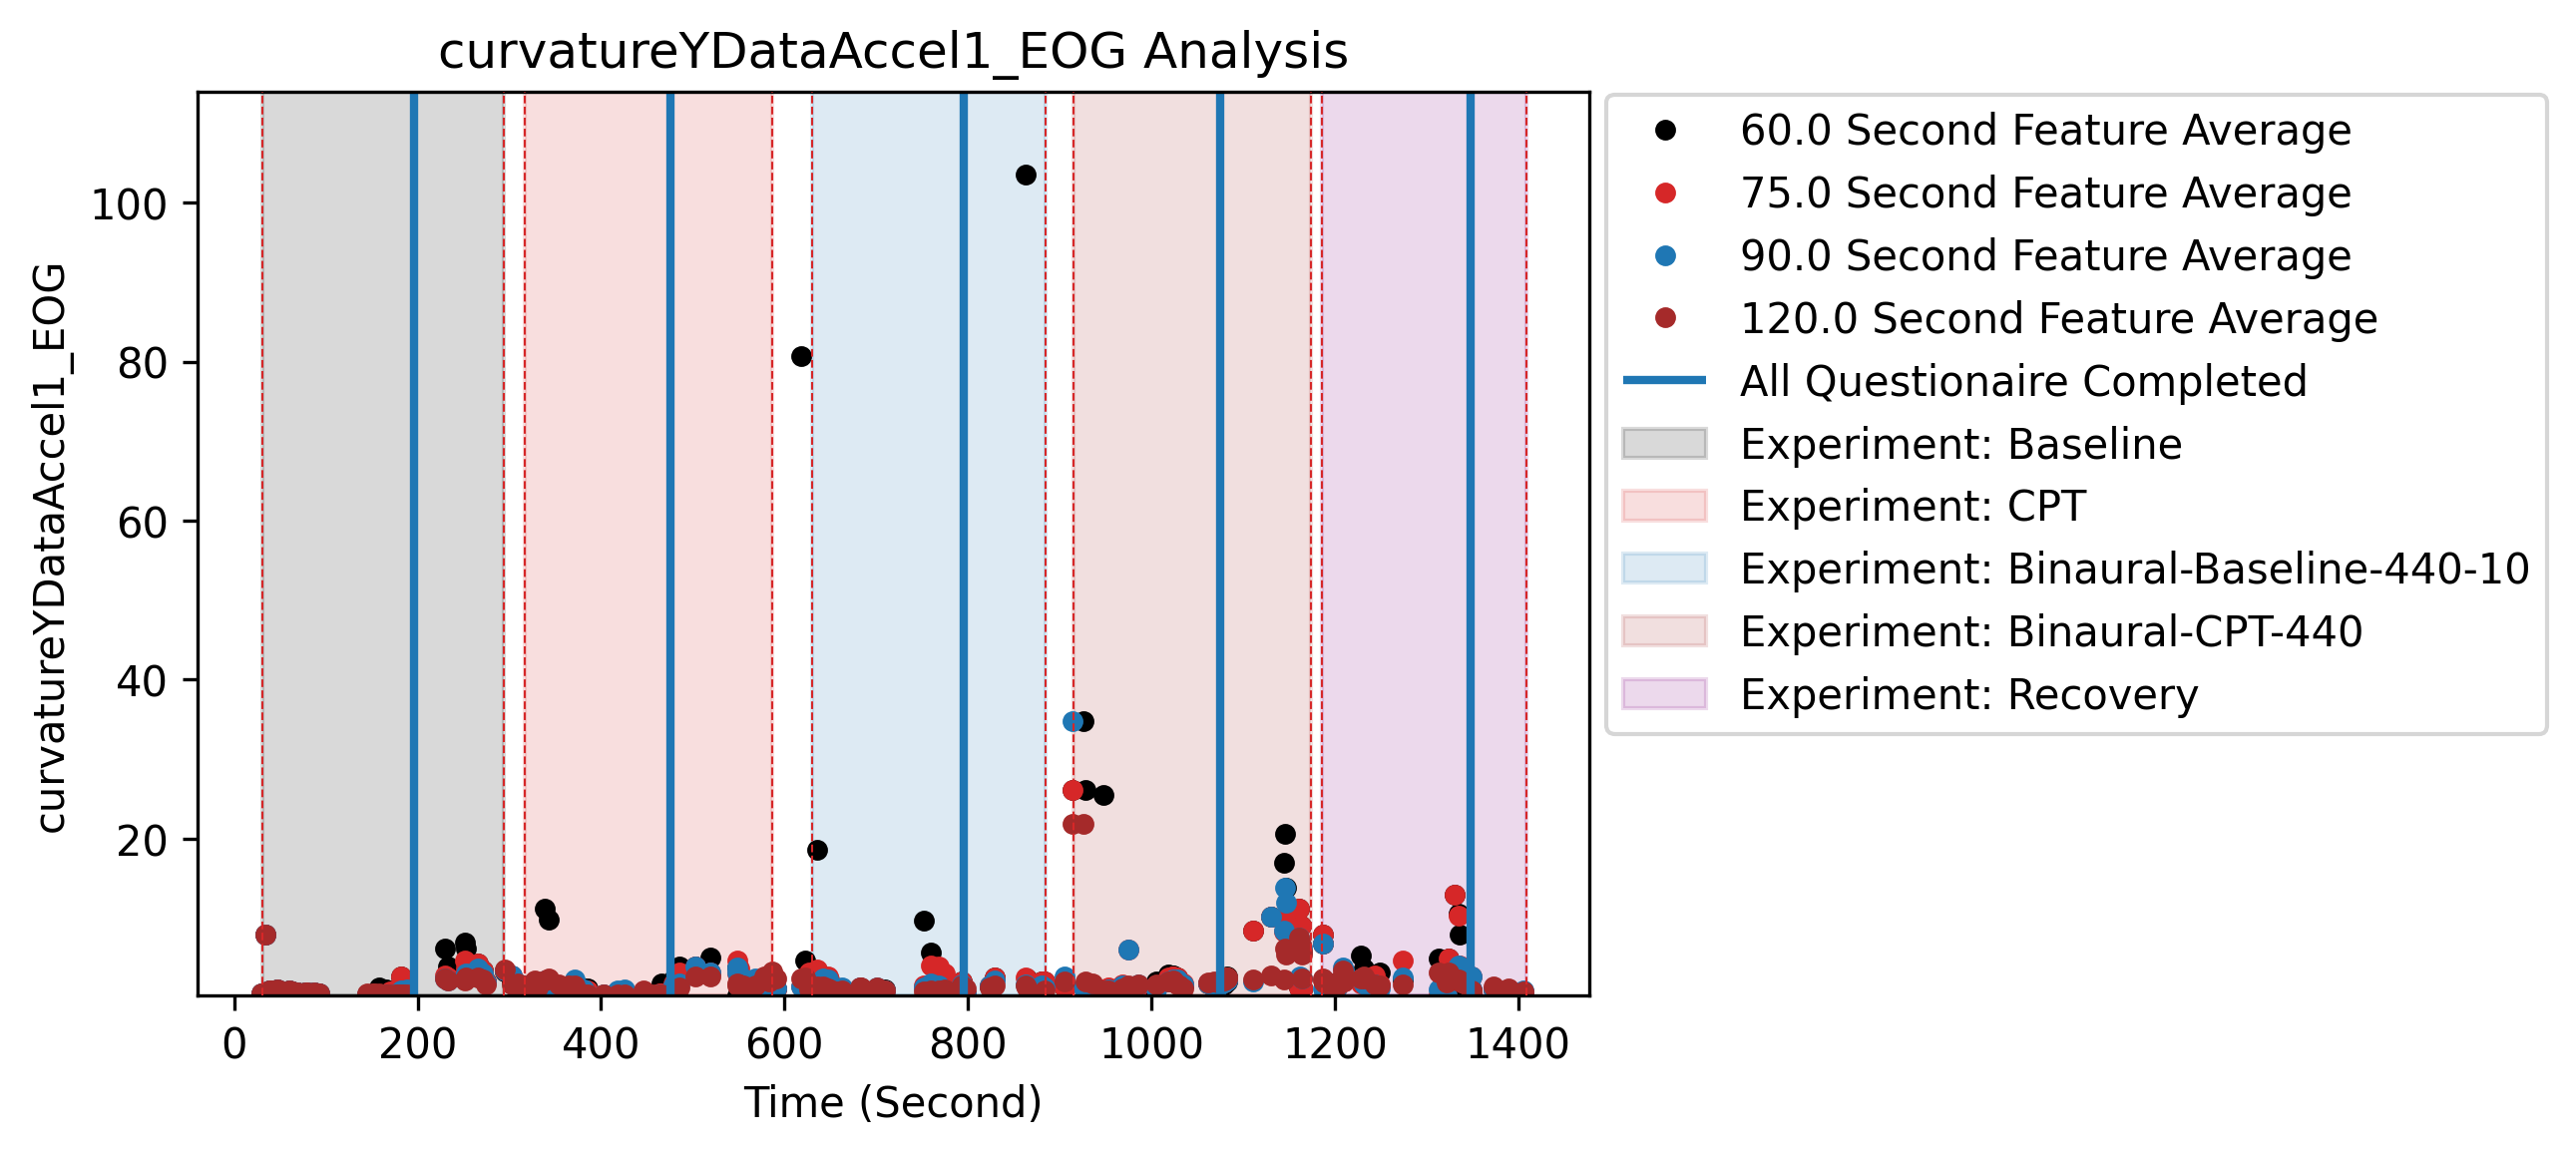 curvatureYDataAccel1_EOG Analysis
curvatureYDataAccel1_EOG
100
80
60
40
20
0 200 400 600 800 1000 1200 1400
Time (Second)
60.0 Second Feature Average
75.0 Second Feature Average
90.0 Second Feature Average
120.0 Second Feature Average
All Questionaire Completed
Experiment: Baseline
Experiment: CPT
Experiment: Binaural-Baseline-440-10
Experiment: Binaural-CPT-440
Experiment: Recovery